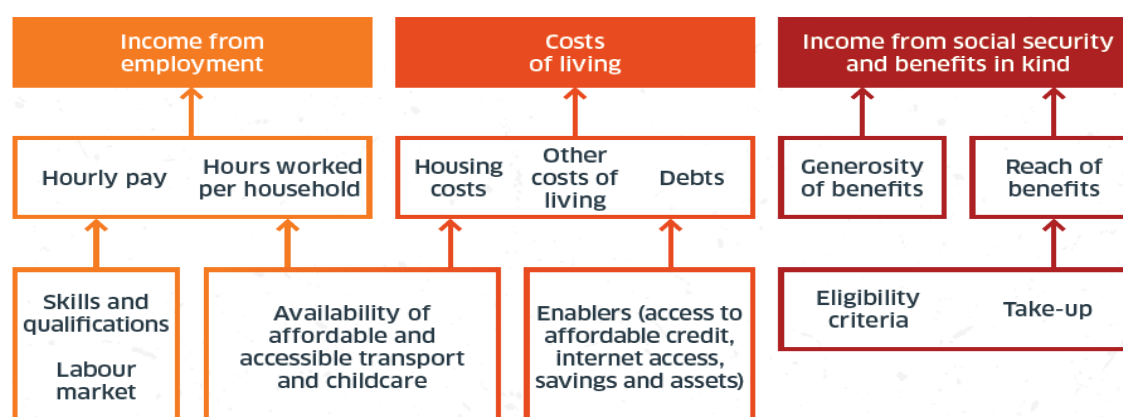 Income from
employment
Costs
of living
Income from social security
and benefits in kind
Hourly pay
Hours worked
per household
Housing
costs
Other
costs of
living
Debts
Generosity
of benefits
Reach of
benefits
Skills and
qualifications
Labour
market
Availability of
affordable and
accessible transport
and childcare
Enablers (access to
affordable credit,
internet access,
savings and assets)
Eligibility
criteria
Take-up